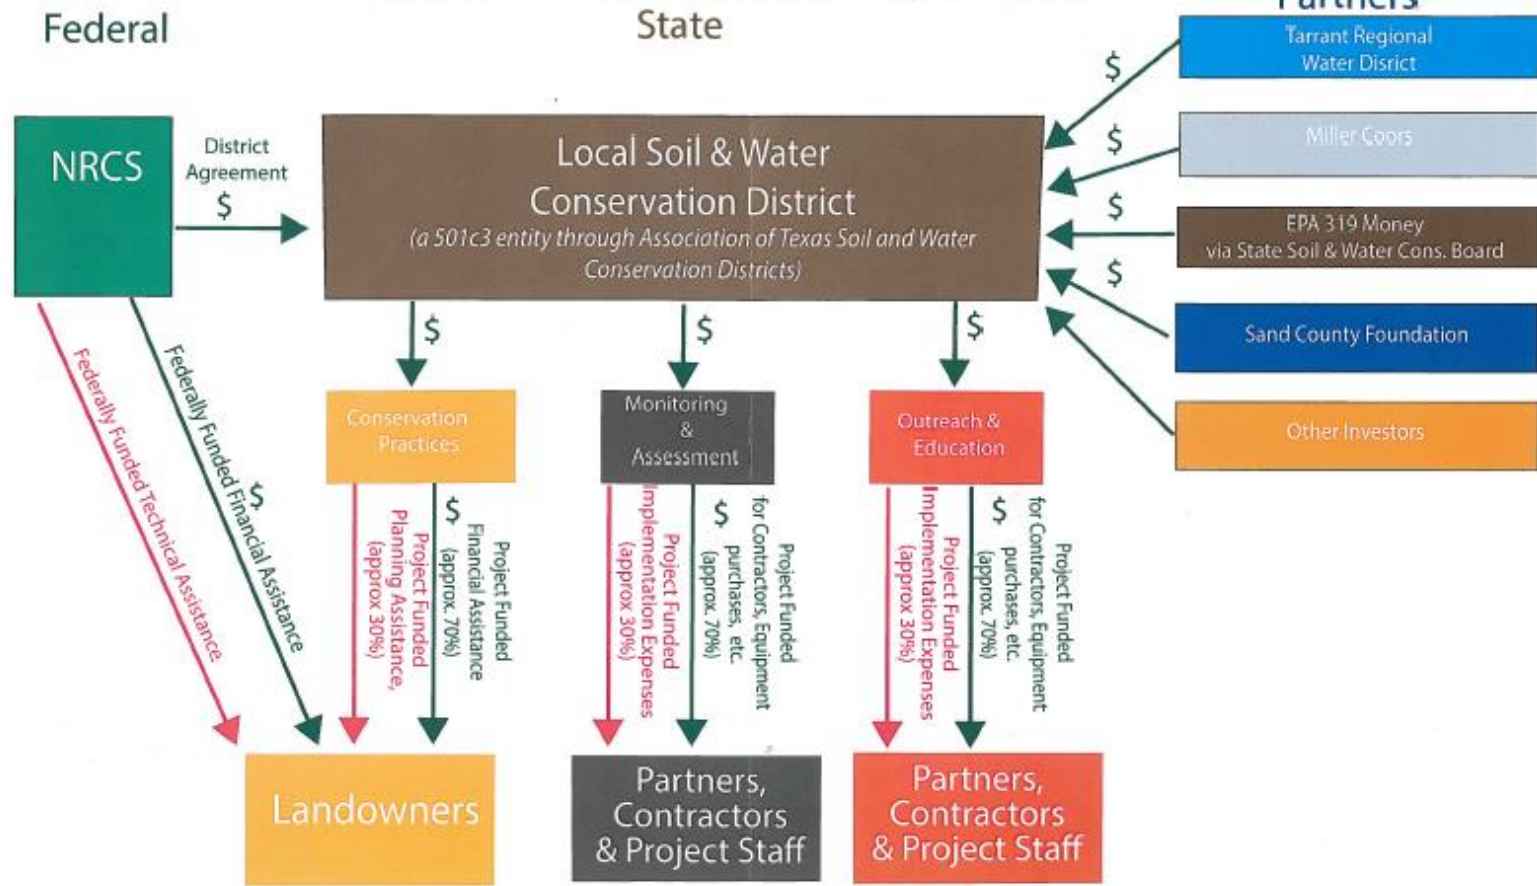 Federal
State
Partners
NRCS
District
Agreement
$
Local Soil & Water
Conservation District
(a 501c3 entity through Association of Texas Soil and Water
Conservation Districts)
$
$
$
$
Tarrant Regional
Water Disrict
Miller Coors
EPA 319 Money
via State Soil & Water Cons. Board
Sand County Foundation
Other Investors
$
$
$
Conservation
Practices
Monitoring
&
Assessment
Outreach &
Education
Federally Funded Technical Assistance
Federally Funded Financial Assistance
$
Project Funded
Planning Assistance,
(approx 30%)
$
Project Funded
Financial Assistance
(approx. 70%)
Project Funded
Implementation Expenses
(approx 30%)
$
Project Funded
for Contractors, Equipment
purchases, etc.
(approx. 70%)
Project Funded
Implementation Expenses
(approx 30%)
$
Project Funded
for Contractors, Equipment
purchases, etc.
(approx. 70%)
Landowners
Partners,
Contractors
& Project Staff
Partners,
Contractors
& Project Staff